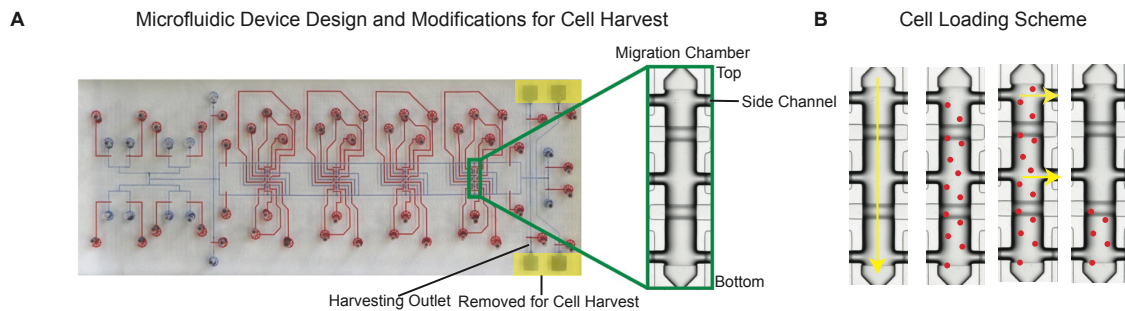 A
Microfluidic Device Design and Modifications for Cell Harvest
B
Cell Loading Scheme
Migration Chamber
Top
Side Channel
Bottom
Harvesting Outlet
Removed for Cell Harvest